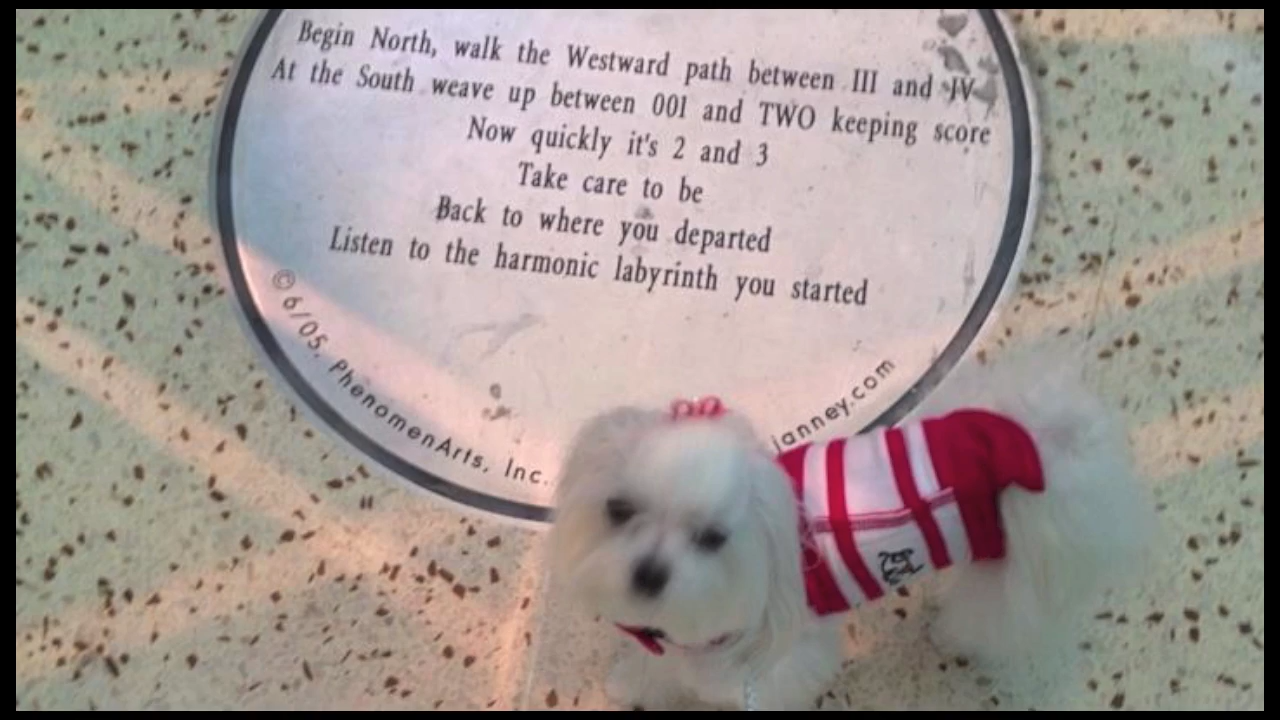 Begin North, walk the Westward path between III and IV
At the South weave up between 001 and TWO keeping score
Now quickly it's 2 and 3
Take care to be
Back to where you departed
Listen to the harmonic labyrinth you started
© 6/05, PhenomenArts, Inc.
janney.com